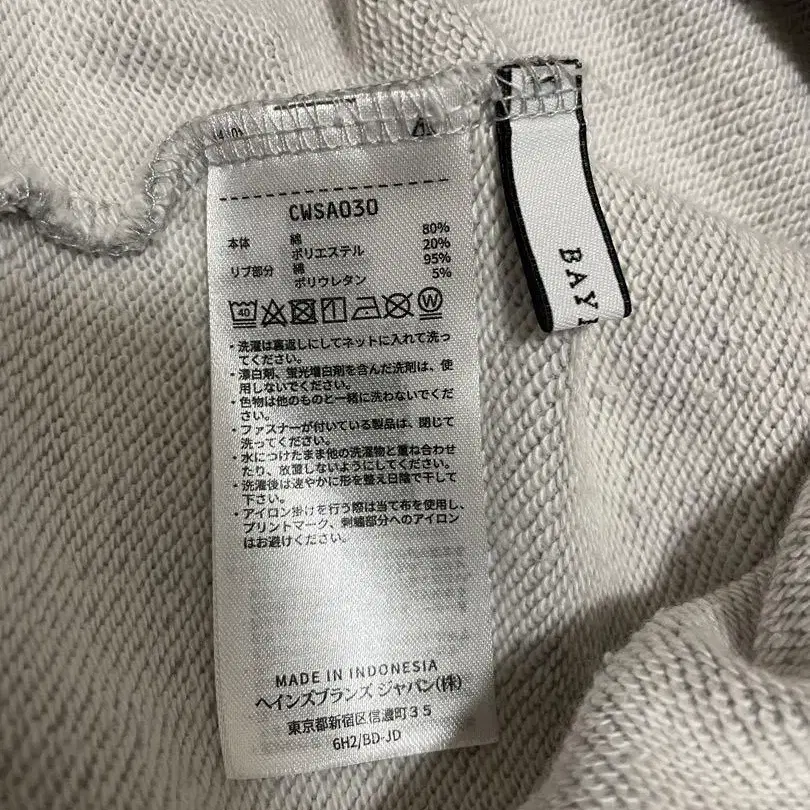 CWSA030
本体 綿 80%
ポリエステル 20%
リブ部分 綿 95%
ポリウレタン 5%
40 W
・洗濯は裏返しにしてネットに入れて洗っ
てください。
・漂白剤、蛍光増白剤を含んだ洗剤は、使
用しないでください。
・色物は他のものと一緒に洗わないでくだ
さい。
・ファスナーが付いている製品は、閉じて
洗ってください。
・水につけたまま他の洗濯物と重ね合わせ
たり、放置しないようにしてください。
・洗濯後は速やかに形を整え日陰で干して
下さい。
・アイロン掛けを行う際は当て布を使用し、
プリントマーク、刺繍部分へのアイロン
はお避けください。
MADE IN INDONESIA
ヘインズブランズ ジャパン(株)
東京都新宿区信濃町35
6H2/BD-JD
BAY